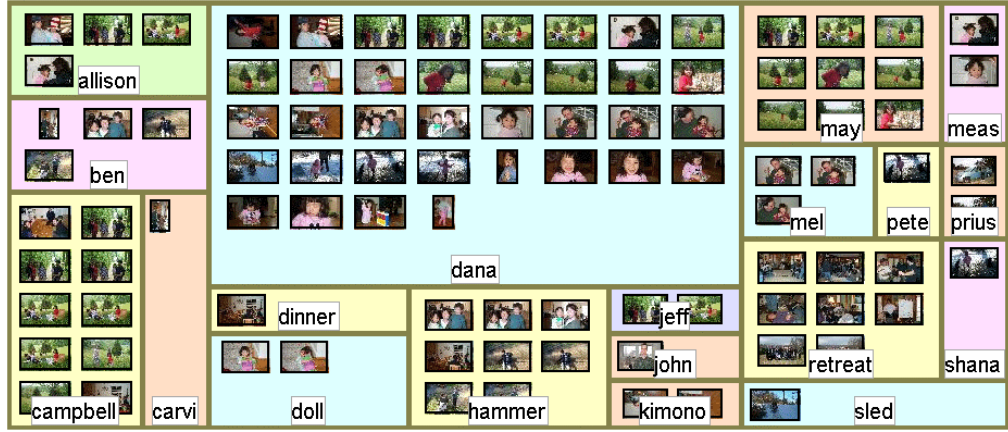 allison
ben
campbell
carvi
dana
dinner
doll
hammer
jeff
john
kimono
may
meas
mel
pete
prius
retreat
shana
sled